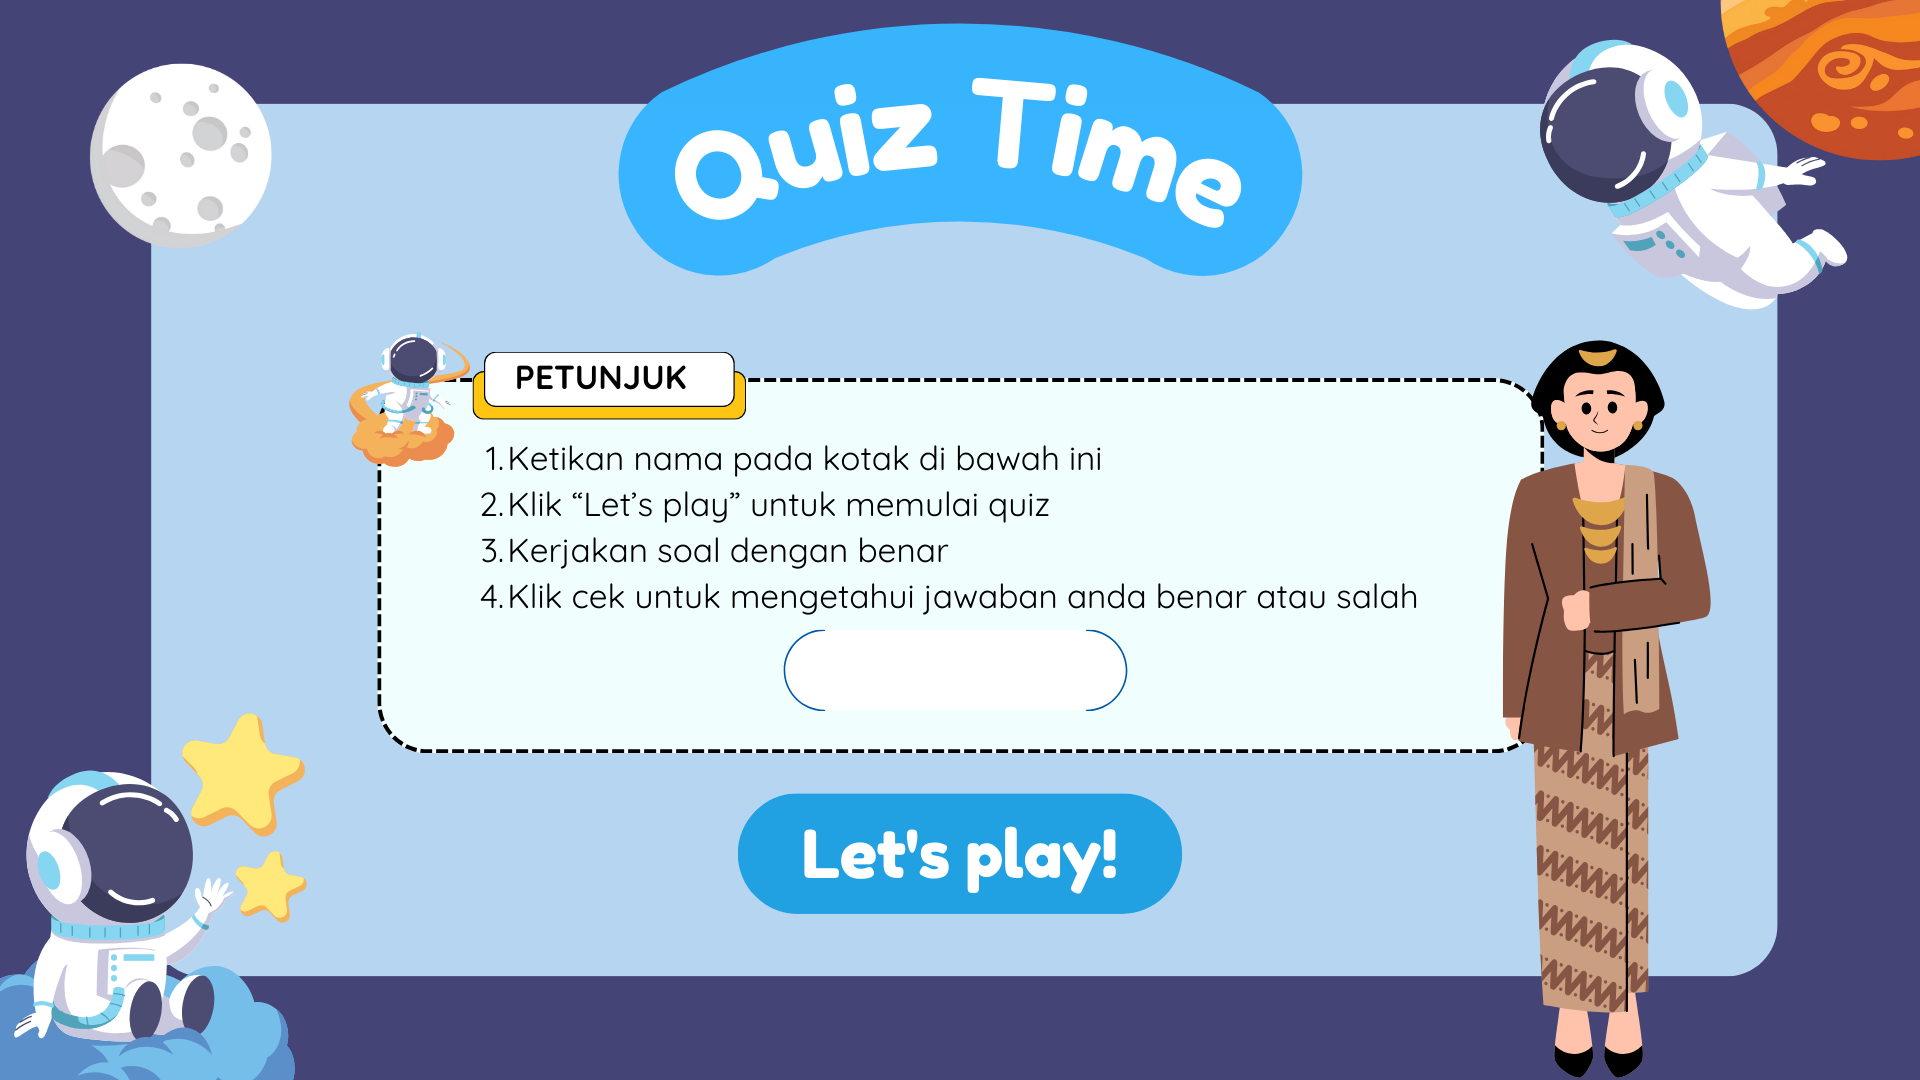 Quiz Time
PETUNJUK
1. Ketikan nama pada kotak di bawah ini
2. Klik “Let’s play” untuk memulai quiz
3. Kerjakan soal dengan benar
4. Klik cek untuk mengetahui jawaban anda benar atau salah
Let's play!